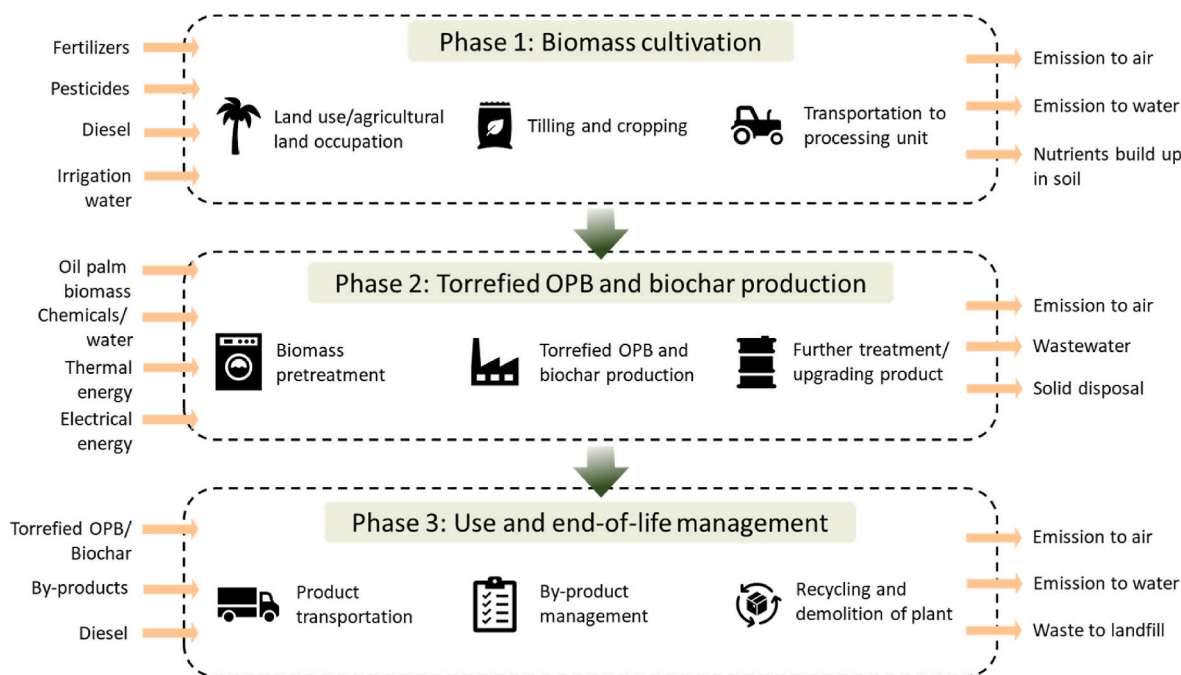 Phase 1: Biomass cultivation
Fertilizers
Pesticides
Diesel
Irrigation
water
Land use/agricultural
land occupation
Tilling and cropping
Transportation to
processing unit
Emission to air
Emission to water
Nutrients build up
in soil
Phase 2: Torrefied OPB and biochar production
Oil palm
biomass
Chemicals/
water
Thermal
energy
Electrical
energy
Biomass
pretreatment
Torrefied OPB and
biochar production
Further treatment/
upgrading product
Emission to air
Wastewater
Solid disposal
Phase 3: Use and end-of-life management
Torrefied OPB/
Biochar
By-products
Diesel
Product
transportation
By-product
management
Recycling and
demolition of plant
Emission to air
Emission to water
Waste to landfill